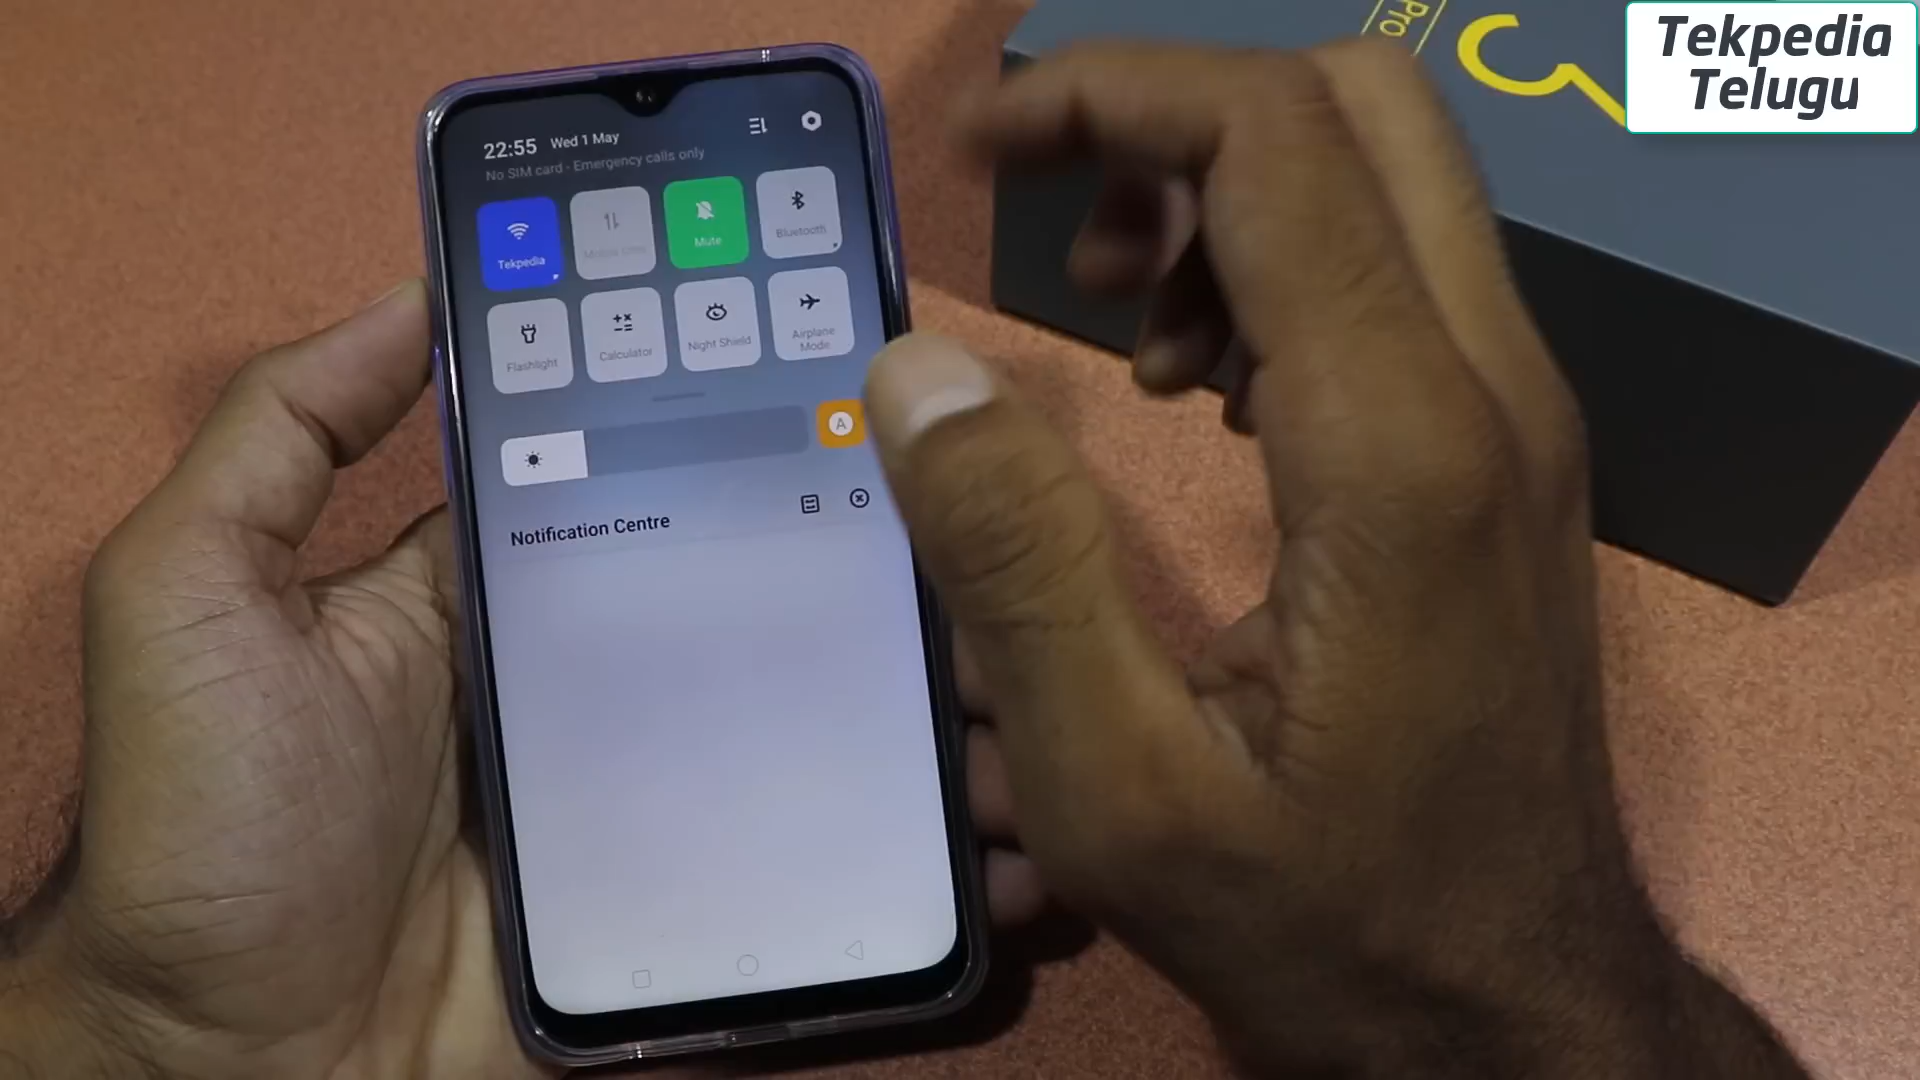 Pro
3
Tekpedia
Telugu
22:55 Wed 1 May
No SIM card - Emergency calls only
Tekpedia
Mute
Bluetooth
Flashlight
Calculator
Night Shield
Airplane
Mode
A
Notification Centre